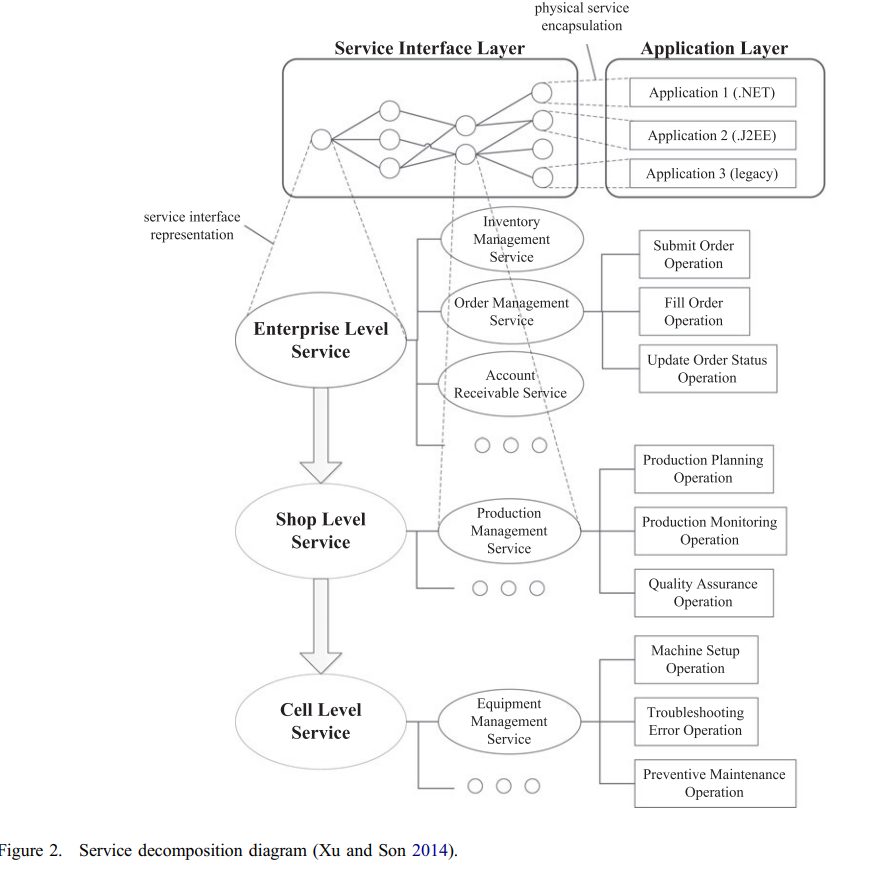 physical service
encapsulation
Service Interface Layer
Application Layer
Application 1 (.NET)
Application 2 (.J2EE)
Application 3 (legacy)
service interface
representation
Inventory
Management
Service
Submit Order
Operation
Order Management
Service
Fill Order
Operation
Enterprise Level
Service
Account
Receivable Service
Update Order Status
Operation
Production Planning
Operation
Shop Level
Service
Production
Management
Service
Production Monitoring
Operation
Quality Assurance
Operation
Machine Setup
Operation
Cell Level
Service
Equipment
Management
Service
Troubleshooting
Error Operation
Preventive Maintenance
Operation
Figure 2. Service decomposition diagram (Xu and Son 2014).